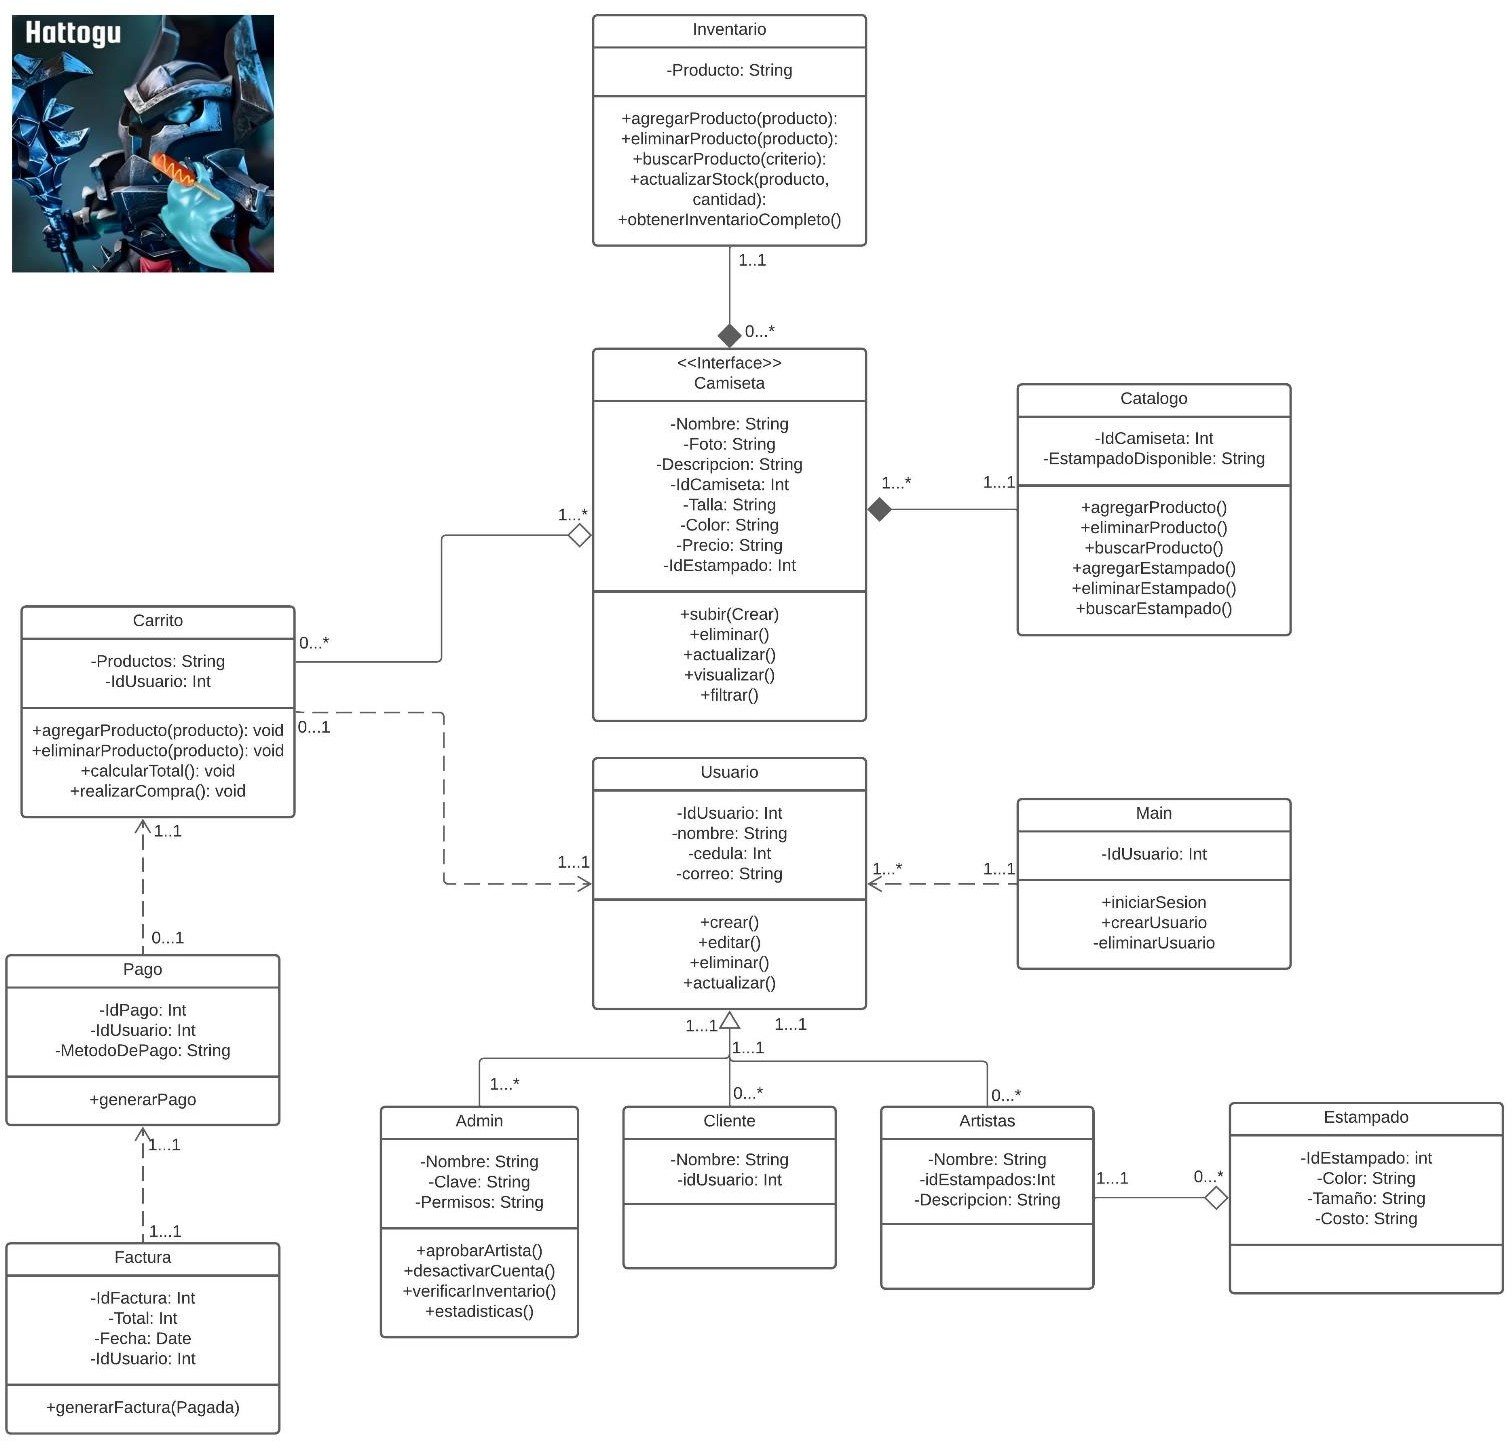 Hattogu
Inventario
-Producto: String
+agregarProducto(producto):
+eliminarProducto(producto):
+buscarProducto(criterio):
+actualizarStock(producto,
cantidad):
+obtenerInventarioCompleto()
1..1
0...*
<<Interface>>
Camiseta
-Nombre: String
-Foto: String
-Descripcion: String
-IdCamiseta: Int
-Talla: String
-Color: String
-Precio: String
-IdEstampado: Int
+subir(Crear)
+eliminar()
+actualizar()
+visualizar()
+filtrar()
1...*
1...1
Catalogo
-IdCamiseta: Int
-EstampadoDisponible: String
+agregarProducto()
+eliminarProducto()
+buscarProducto()
+agregarEstampado()
+eliminarEstampado()
+buscarEstampado()
1...*
0...*
Carrito
-Productos: String
-IdUsuario: Int
+agregarProducto(producto): void
+eliminarProducto(producto): void
+calcularTotal(): void
+realizarCompra(): void
0...1
1...1
Usuario
-IdUsuario: Int
-nombre: String
-cedula: Int
-correo: String
+crear()
+editar()
+eliminar()
+actualizar()
1...*
1...1
Main
-IdUsuario: Int
+iniciarSesion
+crearUsuario
-eliminarUsuario
1..1
0...1
Pago
-IdPago: Int
-IdUsuario: Int
-MetodoDePago: String
+generarPago
1...1
1...1
Factura
-IdFactura: Int
-Total: Int
-Fecha: Date
-IdUsuario: Int
+generarFactura(Pagada)
1...1
1...1
1...1
1...*
0...*
0...*
Admin
-Nombre: String
-Clave: String
-Permisos: String
+aprobarArtista()
+desactivarCuenta()
+verificarInventario()
+estadisticas()
Cliente
-Nombre: String
-idUsuario: Int
Artistas
-Nombre: String
-idEstampados:Int
-Descripcion: String
1...1
0...*
Estampado
-IdEstampado: int
-Color: String
-Tamaño: String
-Costo: String